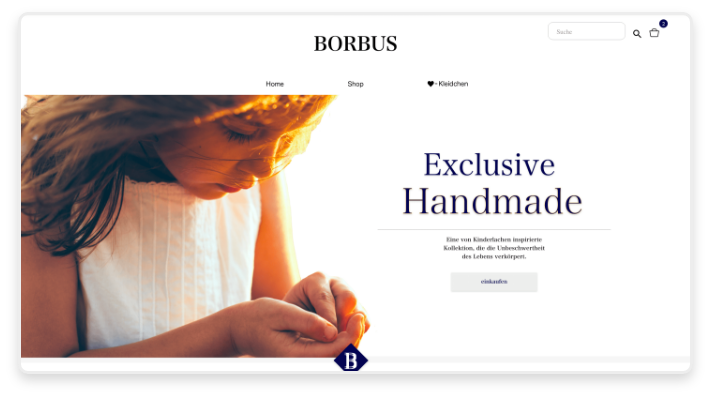 BORBUS
Suche
2
Home
Shop
♥- Kleidchen
Exclusive
Handmade
Eine von Kinderlachen inspirierte
Kollektion, die die Unbeschwertheit
des Lebens verkörpert.
einkaufen
B